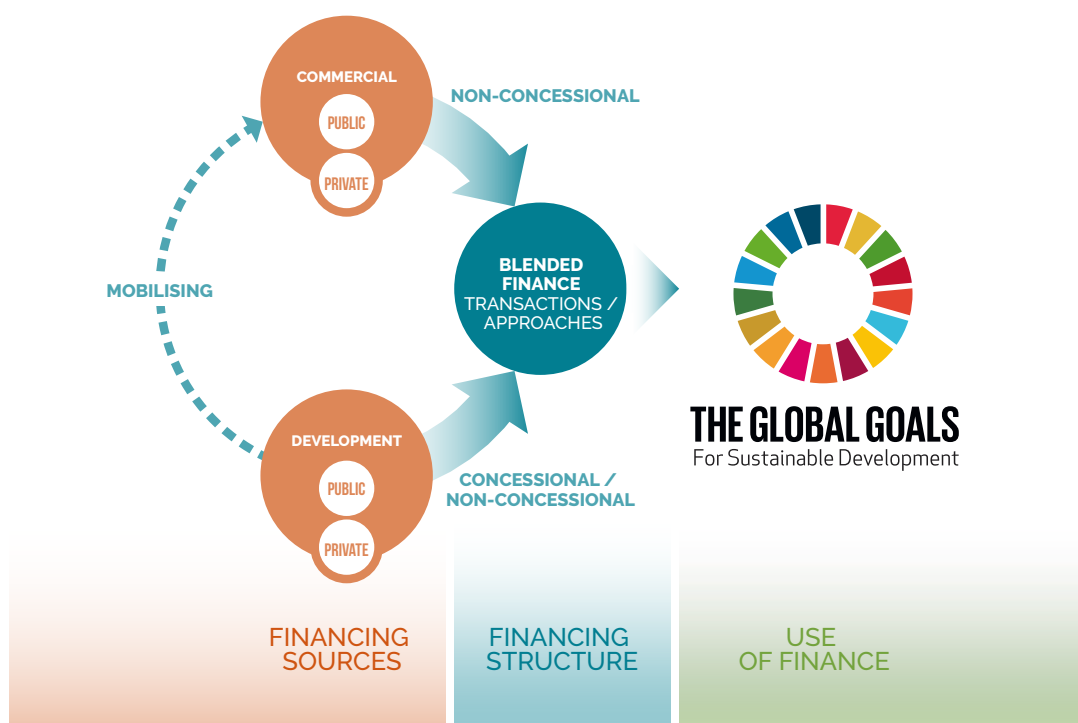 COMMERCIAL
PUBLIC
PRIVATE
NON-CONCESSIONAL
MOBILISING
BLENDED
FINANCE
TRANSACTIONS /
APPROACHES
DEVELOPMENT
PUBLIC
PRIVATE
CONCESSIONAL /
NON-CONCESSIONAL
THE GLOBAL GOALS
For Sustainable Development
FINANCING
SOURCES
FINANCING
STRUCTURE
USE
OF FINANCE